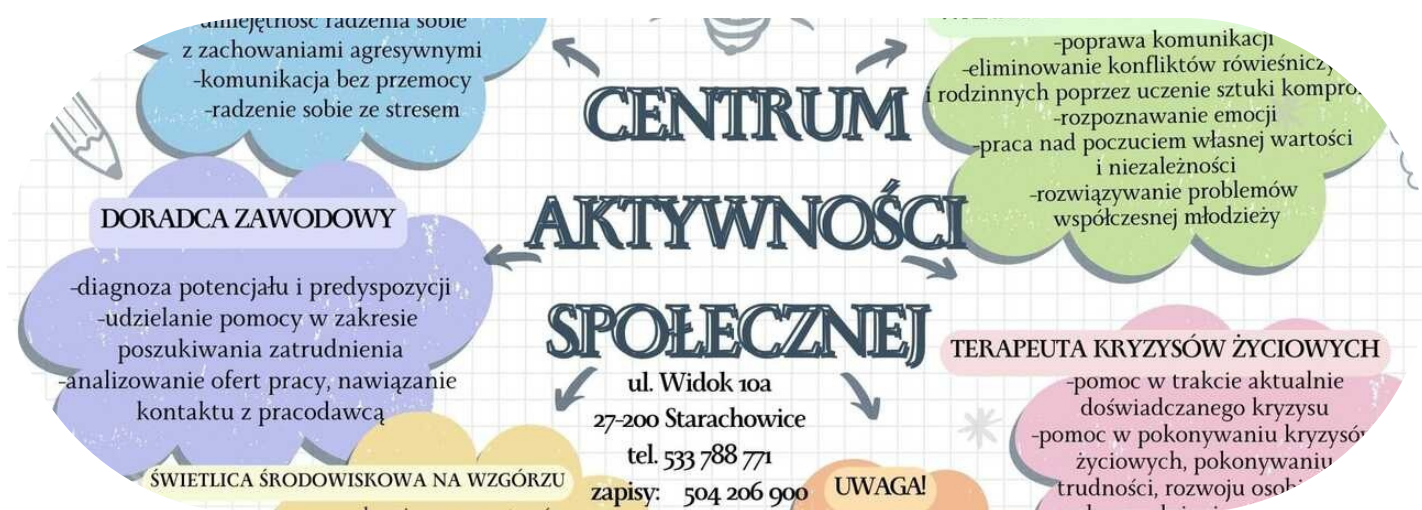 umiejętność radzenia sobie
z zachowaniami agresywnymi
-komunikacja bez przemocy
-radzenie sobie ze stresem
DORADCA ZAWODOWY
-diagnoza potencjału i predyspozycji
-udzielanie pomocy w zakresie
poszukiwania zatrudnienia
-analizowanie ofert pracy, nawiązanie
kontaktu z pracodawcą
ŚWIETLICA ŚRODOWISKOWA NA WZGÓRZU
CENTRUM
AKTYWNOŚCI
SPOŁECZNEJ
ul. Widok 10a
27-200 Starachowice
tel. 533 788 771
zapisy: 504 206 900
UWAGA!
-poprawa komunikacji
-eliminowanie konfliktów
i rodzinnych poprzez uczenie sztuki
-rozpoznawanie emocji
-praca nad poczuciem własnej wartości
i niezależności
-rozwiązywanie problemów
współczesnej młodzieży
TERAPEUTA KRYZYSÓW ŻYCIOWYCH
-pomoc w trakcie aktualnie
doświadczanego kryzysu
-pomoc w pokonywaniu kryzysów
życiowych, pokonywaniu
trudności, rozwoju